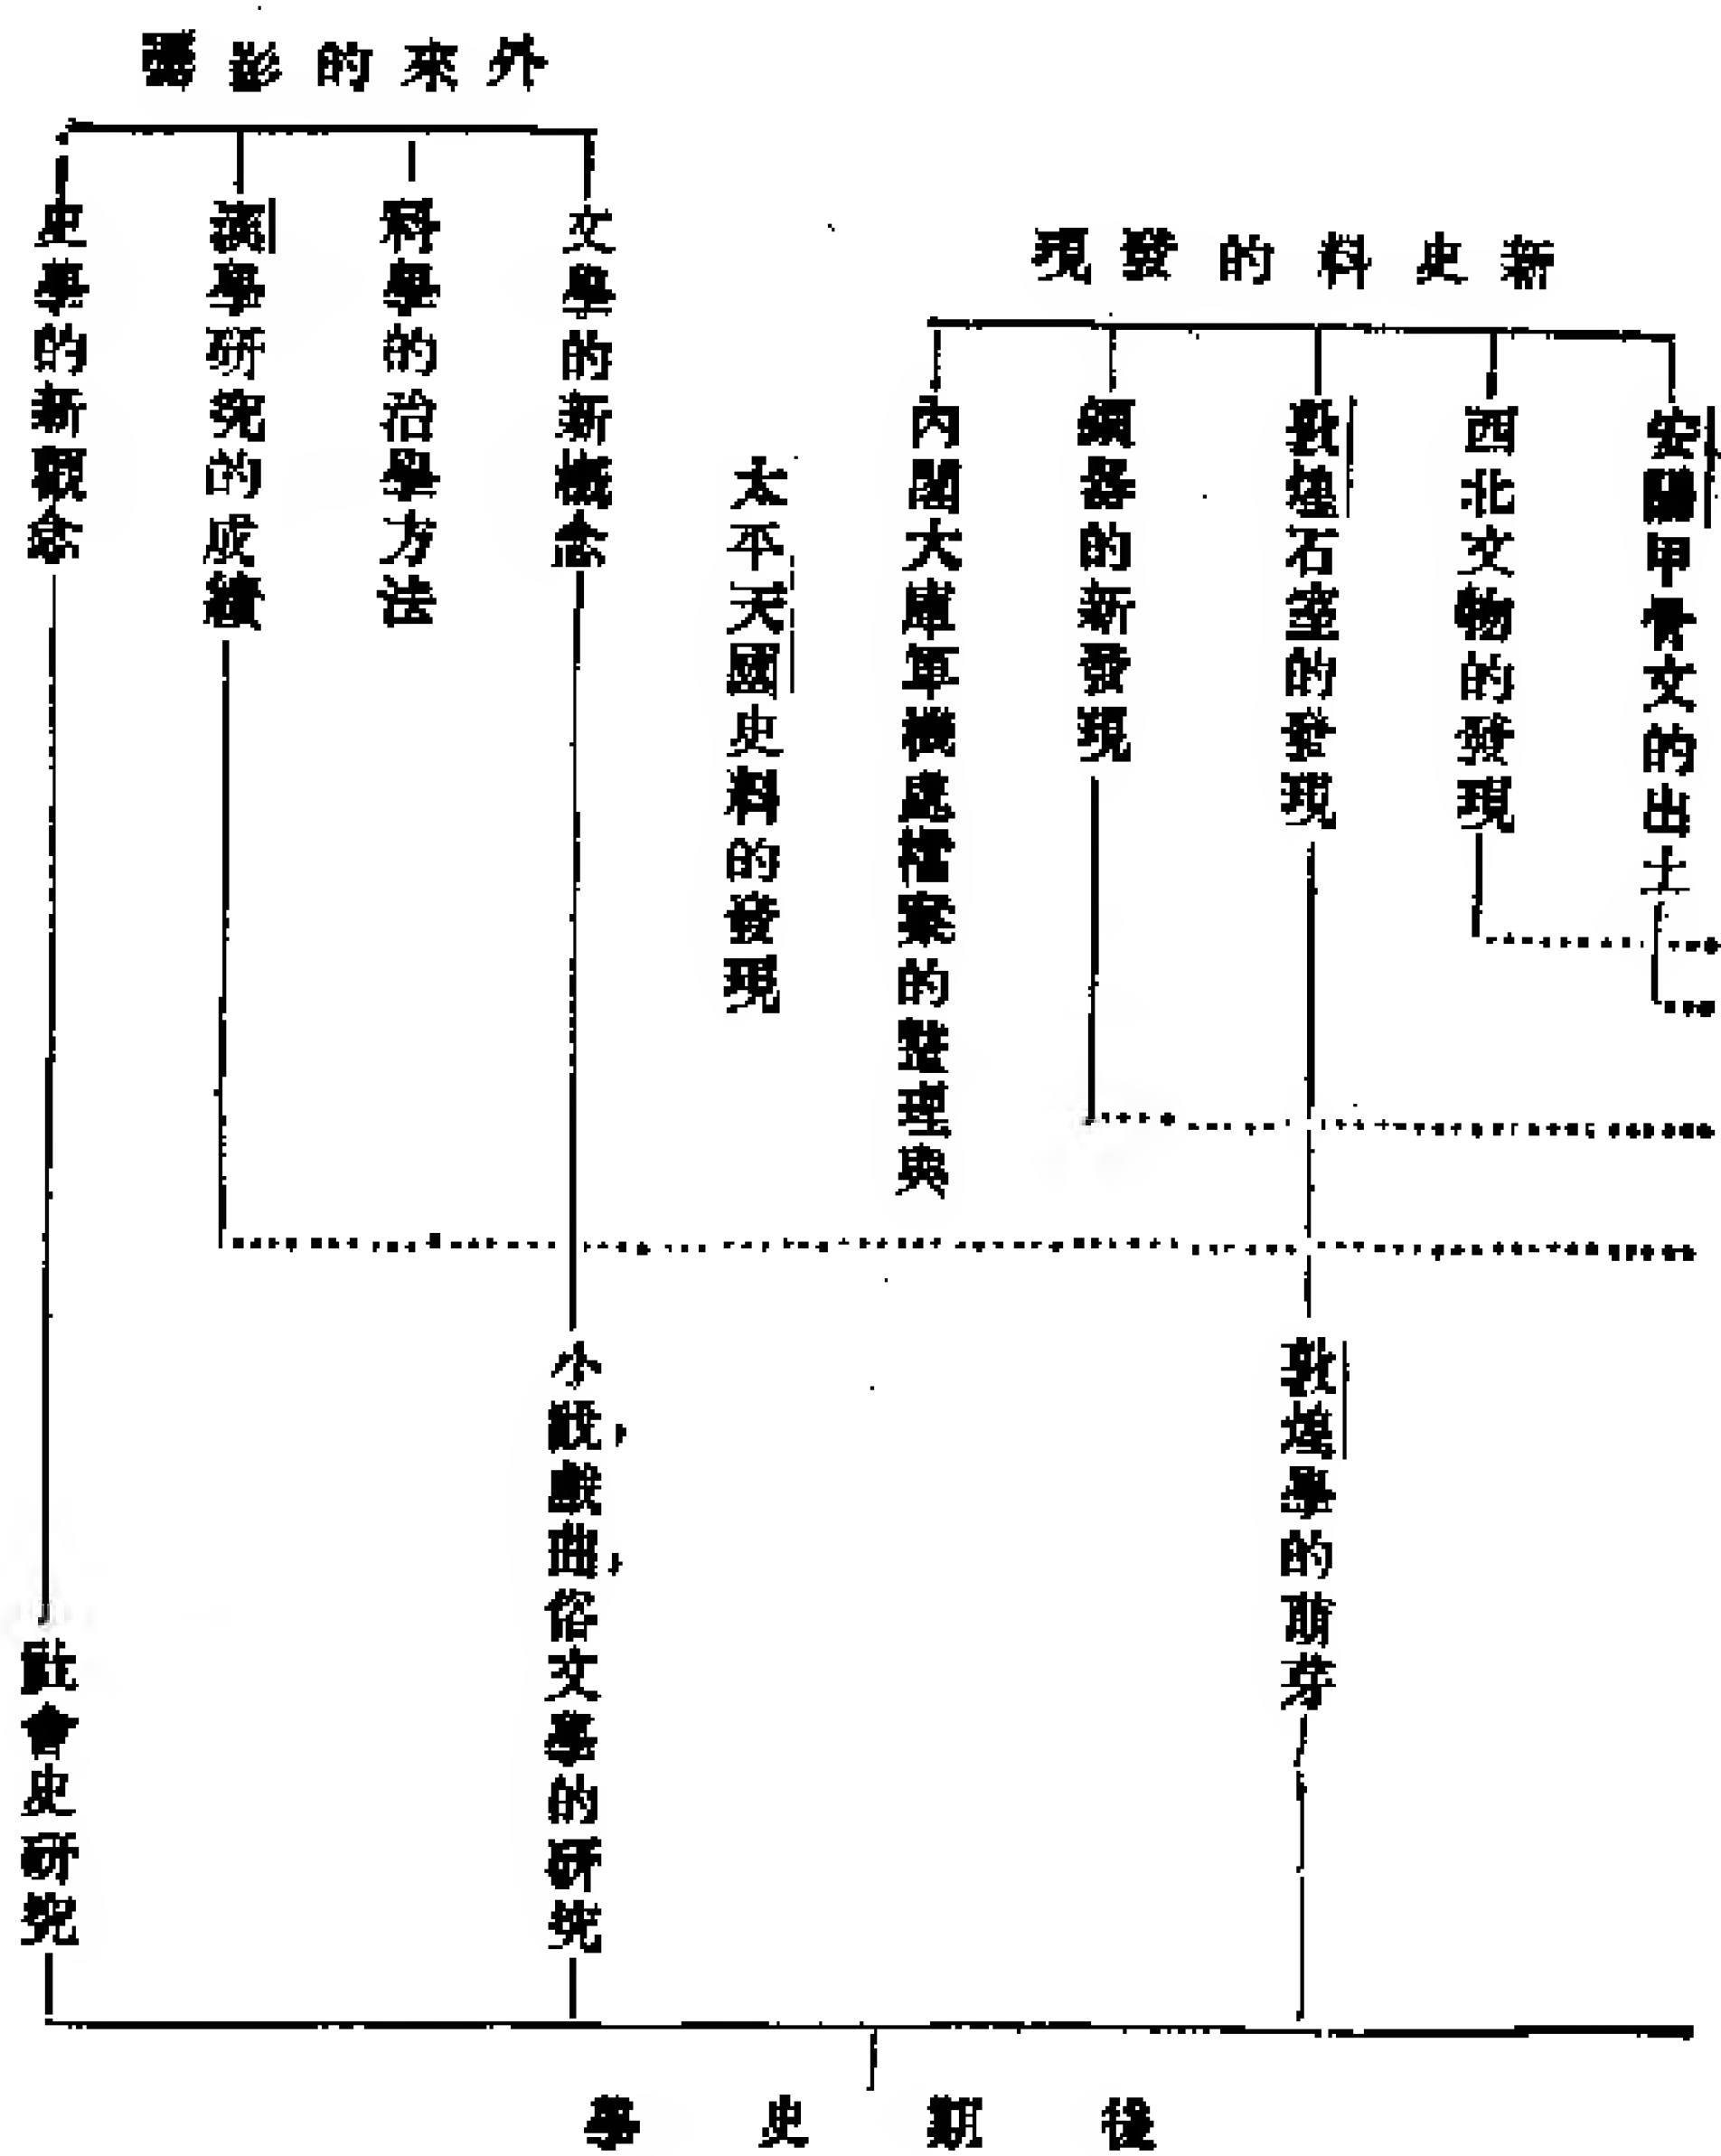 新史料的發現
安陽甲骨文的出土
西北文物的發現
敦煌石室的發現
銅器的新發現
內閣大庫軍機處檔案的整理與
太平天國史料的發現
外來的影響
文學的新概念
科學的治學方法
漢學研究的成績
史學的新觀念
敦煌學的萌芽
小說，戲曲，俗文學的研究
社會史研究
後期史學